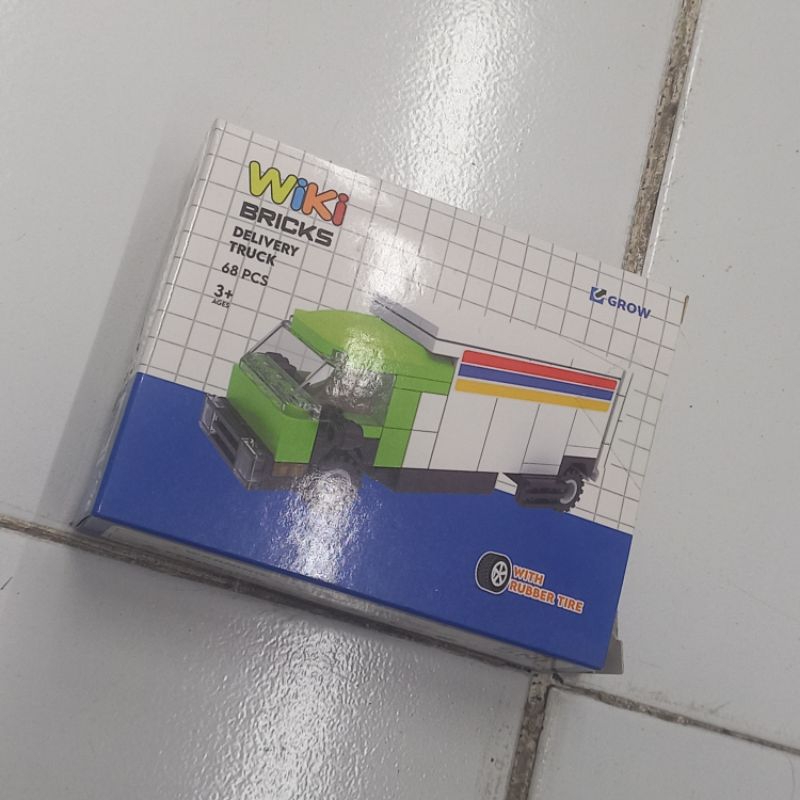 WiKi
BRICKS
DELIVERY
TRUCK
68 PCS
3+
AGES
GROW
WITH
RUBBER TIRE